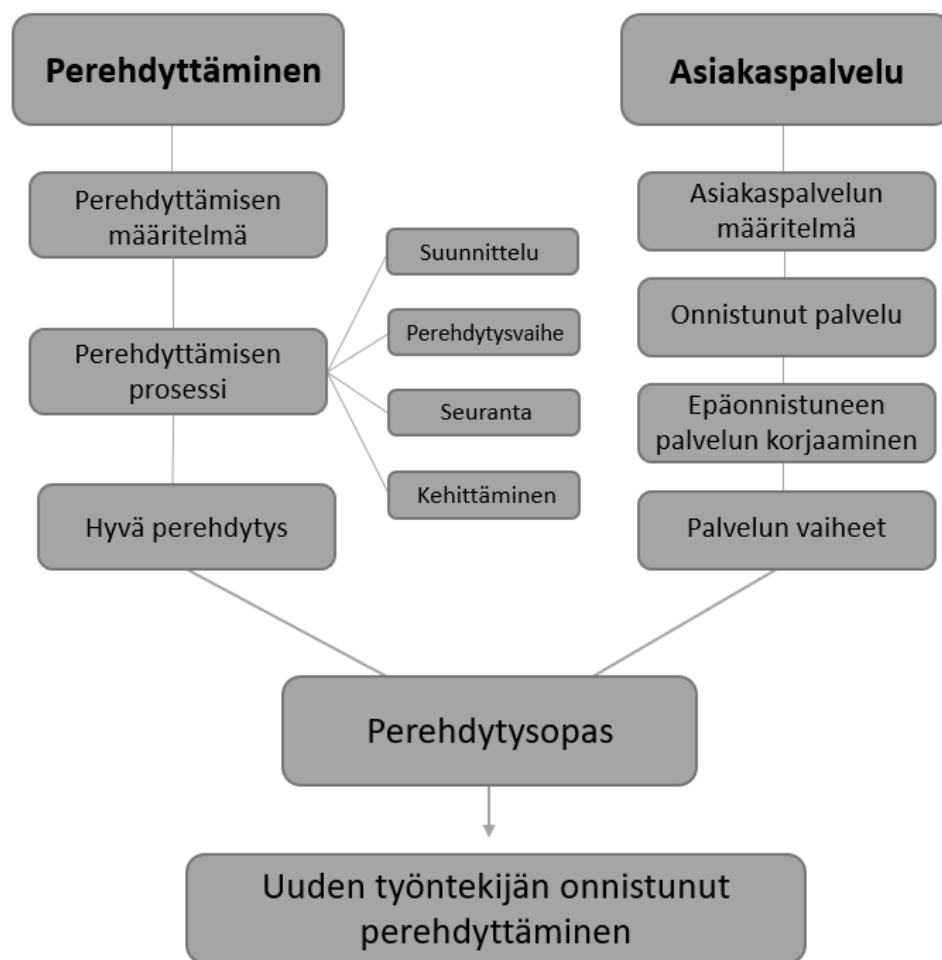 Perehdyttäminen
Perehdyttämisen
määritelmä
Perehdyttämisen
prosessi
Suunnittelu
Perehdytysvaihe
Seuranta
Kehittäminen
Hyvä perehdytys
Asiakaspalvelu
Asiakaspalvelun
määritelmä
Onnistunut palvelu
Epäonnistuneen
palvelun korjaaminen
Palvelun vaiheet
Perehdytysopas
Uuden työntekijän onnistunut
perehdyttäminen